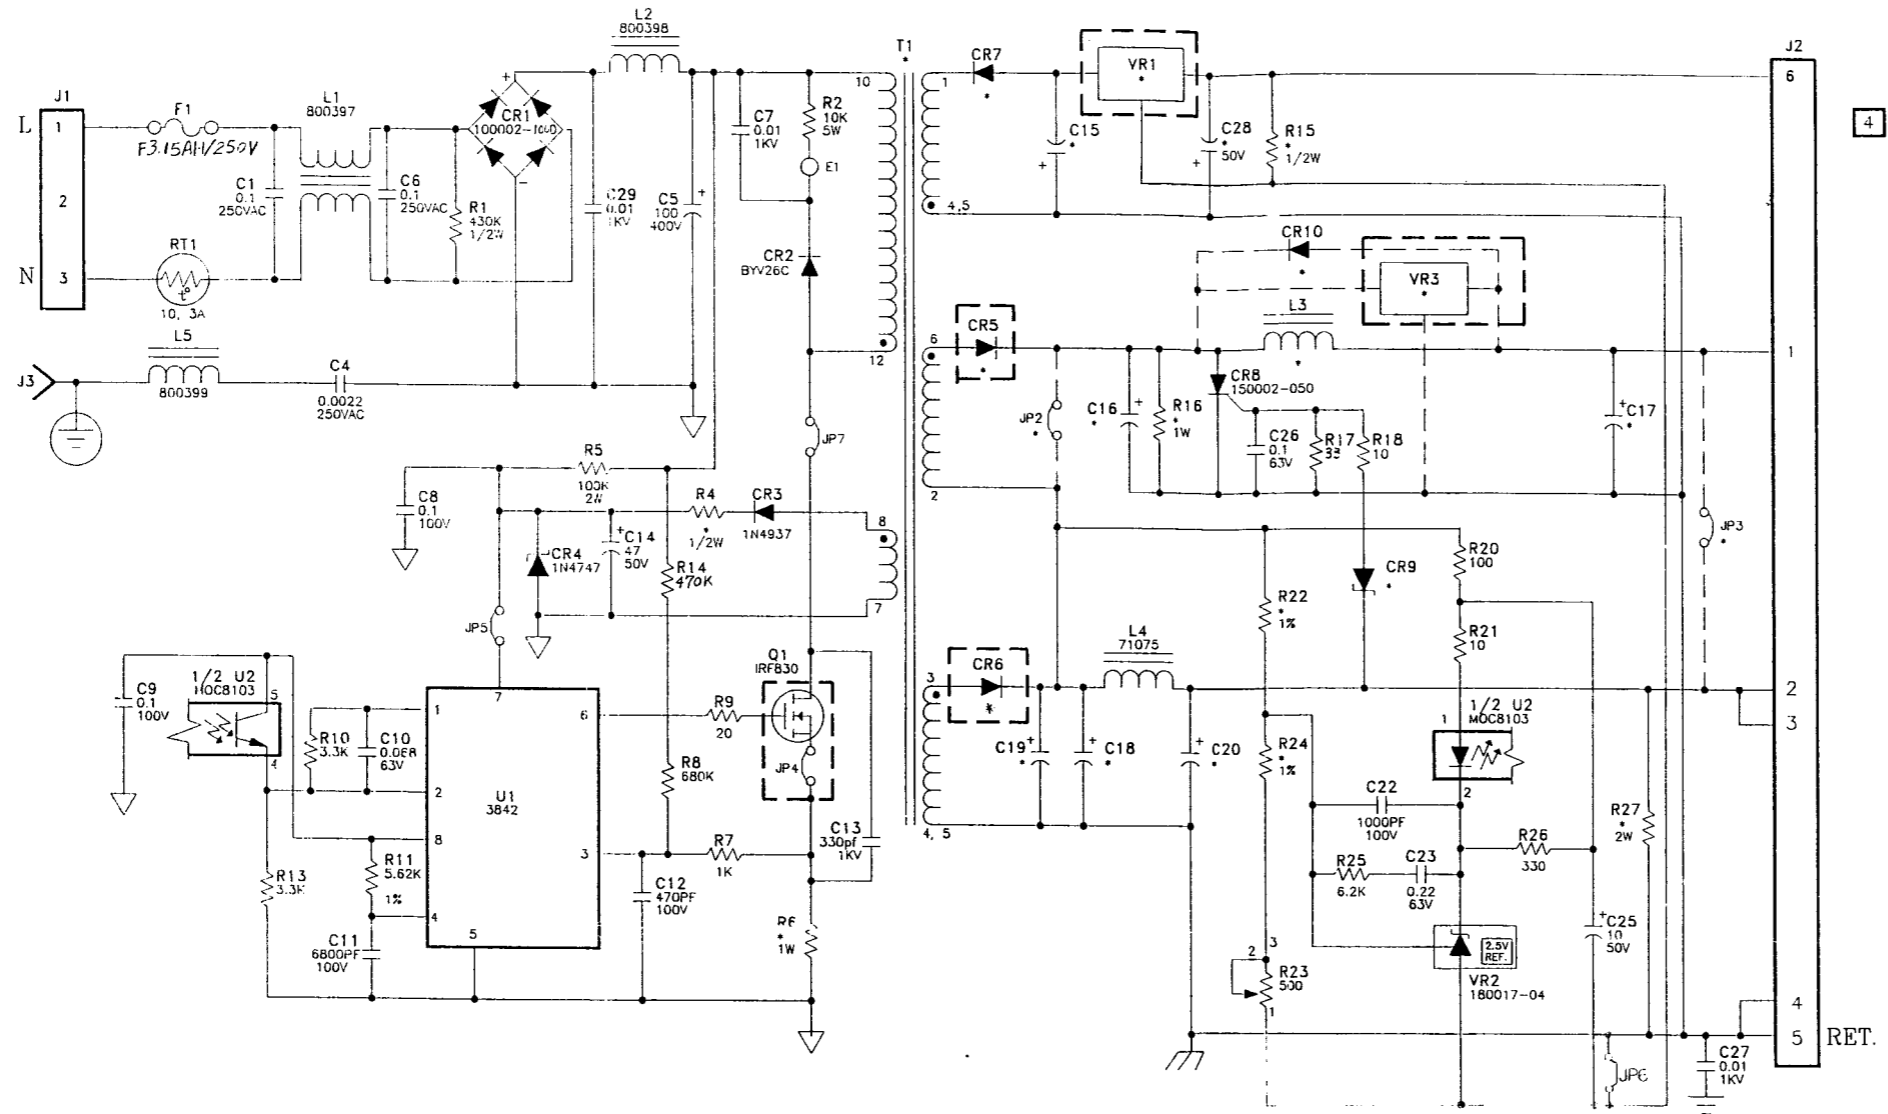 L2
800398
T1
*
J2
J1
F1
L1
800397
CR1
100002-1000
+
-
L
1
F3.15AH/250V
2
N
3
C1
0.1
250VAC
C6
0.1
250VAC
R1
430K
1/2W
RT1
t°
10, 3A
C29
0.01
1KV
C5
100
400V
+
C7
0.01
1KV
R2
10K
5W
E1
CR2
BYV26C
10
12
CR7
*
1
4,5
VR1
*
C15
*
+
C28
*
50V
+
R15
*
1/2W
6
4
L5
800399
J3
C4
0.0022
250VAC
JP7
CR10
*
VR3
*
L3
*
CR5
*
6
2
JP2
*
C16
*
+
R16
*
1W
CR8
150002-050
C26
0.1
63V
R17
33
R18
10
+
C17
*
1
C8
0.1
100V
R5
100K
2W
R4
*
1/2W
CR3
1N4937
8
7
CR4
1N4747
+
C14
47
50V
R14
470K
JP5
JP3
*
R20
100
CR9
*
R22
*
1%
R21
10
Q1
IRF830
C9
0.1
100V
1/2 U2
MOC8103
5
4
R10
3.3K
C10
0.068
63V
7
1
2
8
4
5
6
3
U1
3842
R9
20
JP4
R8
680K
R7
1K
C13
330pf
1KV
C12
470PF
100V
R6
*
1W
R13
3.3K
R11
5.62K
1%
C11
6800PF
100V
3
4, 5
CR6
*
L4
71075
C19
*
+
C18
*
+
C20
*
+
R24
*
1%
1/2 U2
MOC8103
1
2
2
3
C22
1000PF
100V
R27
*
2W
R26
330
R25
6.2K
C23
0.22
63V
+
C25
10
50V
2.5V
REF.
VR2
180017-04
3
2
R23
500
1
4
5
RET.
C27
0.01
1KV
JP6